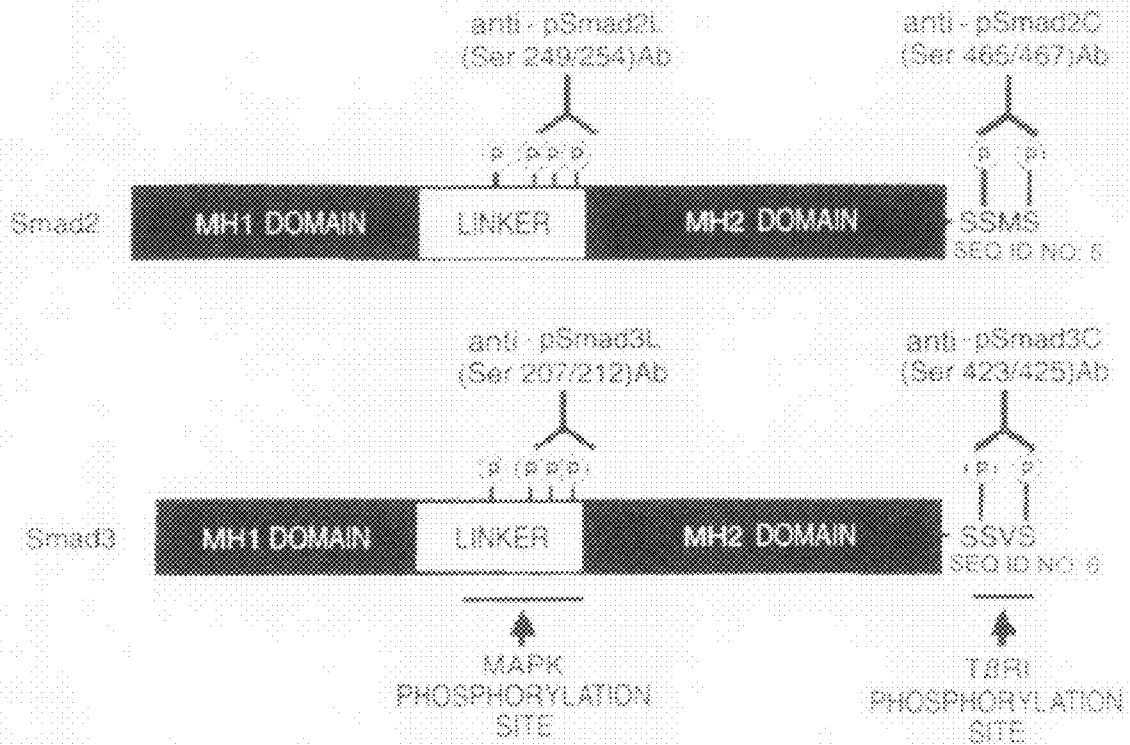 anti - pSmad2L
(Ser 249/254)Ab
anti - pSmad2C
(Ser 465/467)Ab
P P P P
P P
Smad2
MH1 DOMAIN
LINKER
MH2 DOMAIN
SSMS
SEQ ID NO: 5
anti - pSmad3L
(Ser 207/212)Ab
anti - pSmad3C
(Ser 423/425)Ab
P P P P
P P
Smad3
MH1 DOMAIN
LINKER
MH2 DOMAIN
SSVS
SEQ ID NO: 6
MAPK
PHOSPHORYLATION
SITE
TβRI
PHOSPHORYLATION
SITE